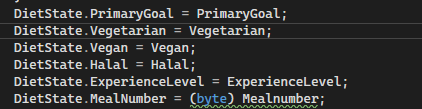 DietState.PrimaryGoal = PrimaryGoal;
DietState.Vegetarian = Vegetarian;
DietState.Vegan = Vegan;
DietState.Halal = Halal;
DietState.ExperienceLevel = ExperienceLevel;
DietState.MealNumber = (byte) Mealnumber;